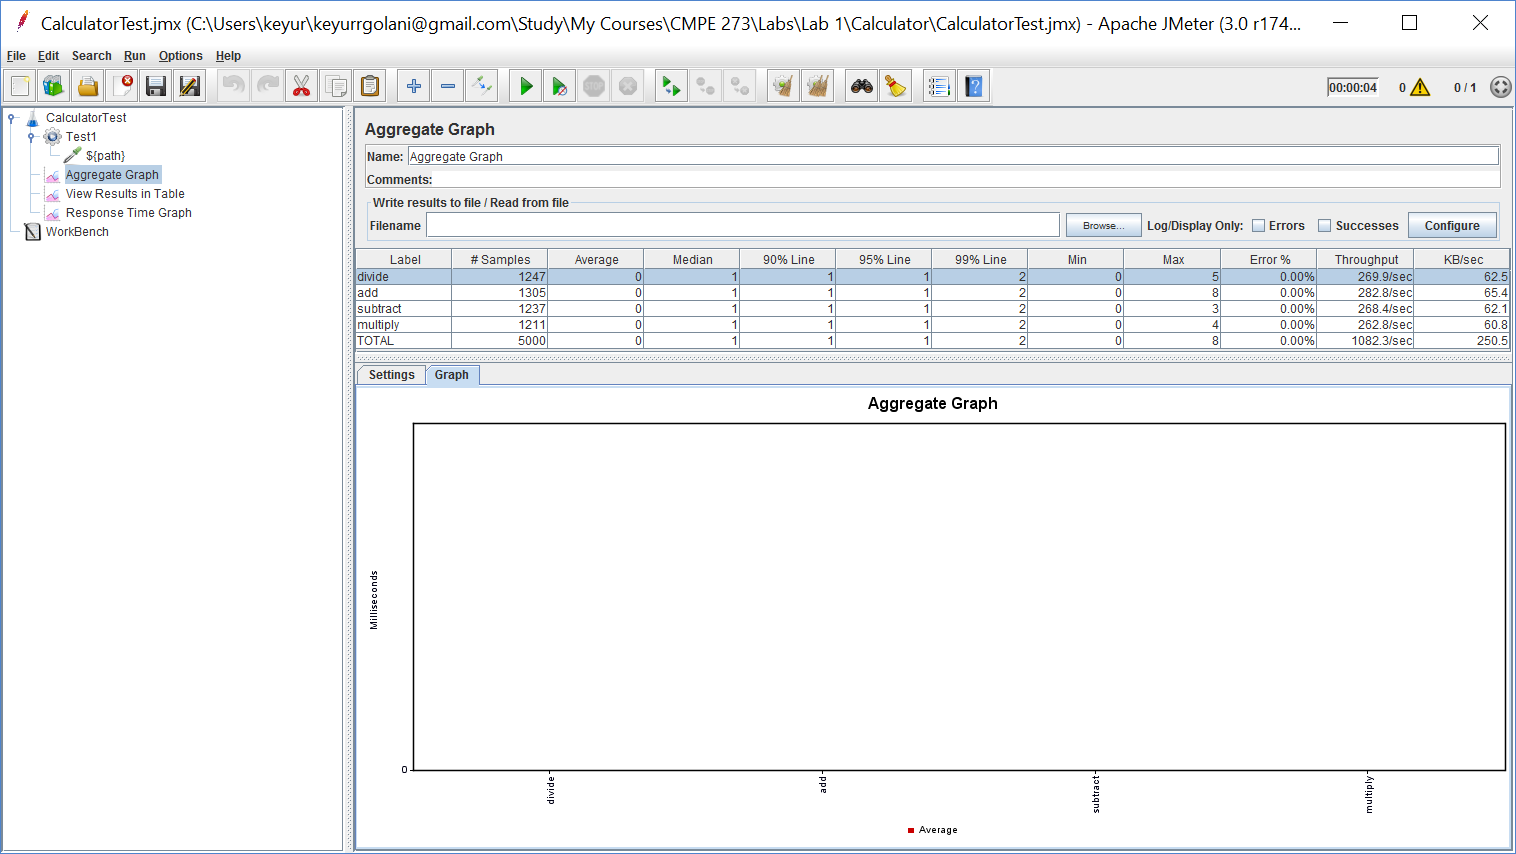 CalculatorTest.jmx (C:\Users\keyur\keyurrgolani@gmail.com\Study\My Courses\CMPE 273\Labs\Lab 1\Calculator\CalculatorTest.jmx) - Apache JMeter (3.0 r174...
File Edit Search Run Options Help
STOP
00:00:04 0 0 / 1
CalculatorTest
Test1
${path}
Aggregate Graph
View Results in Table
Response Time Graph
WorkBench
Aggregate Graph
Name: Aggregate Graph
Comments:
Write results to file / Read from file
Filename Browse... Log/Display Only: Errors Successes Configure
Label # Samples Average Median 90% Line 95% Line 99% Line Min Max Error % Throughput KB/sec
divide 1247 0 1 1 1 2 0 5 0.00% 269.9/sec 62.5
add 1305 0 1 1 1 2 0 8 0.00% 282.8/sec 65.4
subtract 1237 0 1 1 1 2 0 3 0.00% 268.4/sec 62.1
multiply 1211 0 1 1 1 2 0 4 0.00% 262.8/sec 60.8
TOTAL 5000 0 1 1 1 2 0 8 0.00% 1082.3/sec 250.5
Settings Graph
Aggregate Graph
Milliseconds
0
divide add subtract multiply
Average